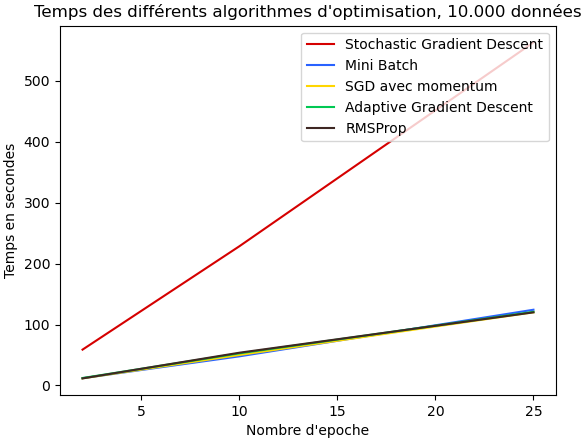 Temps des différents algorithmes d'optimisation, 10.000 données
Stochastic Gradient Descent
Mini Batch
SGD avec momentum
Adaptive Gradient Descent
RMSProp
Temps en secondes
500
400
300
200
100
0
5
10
15
20
25
Nombre d'epoche